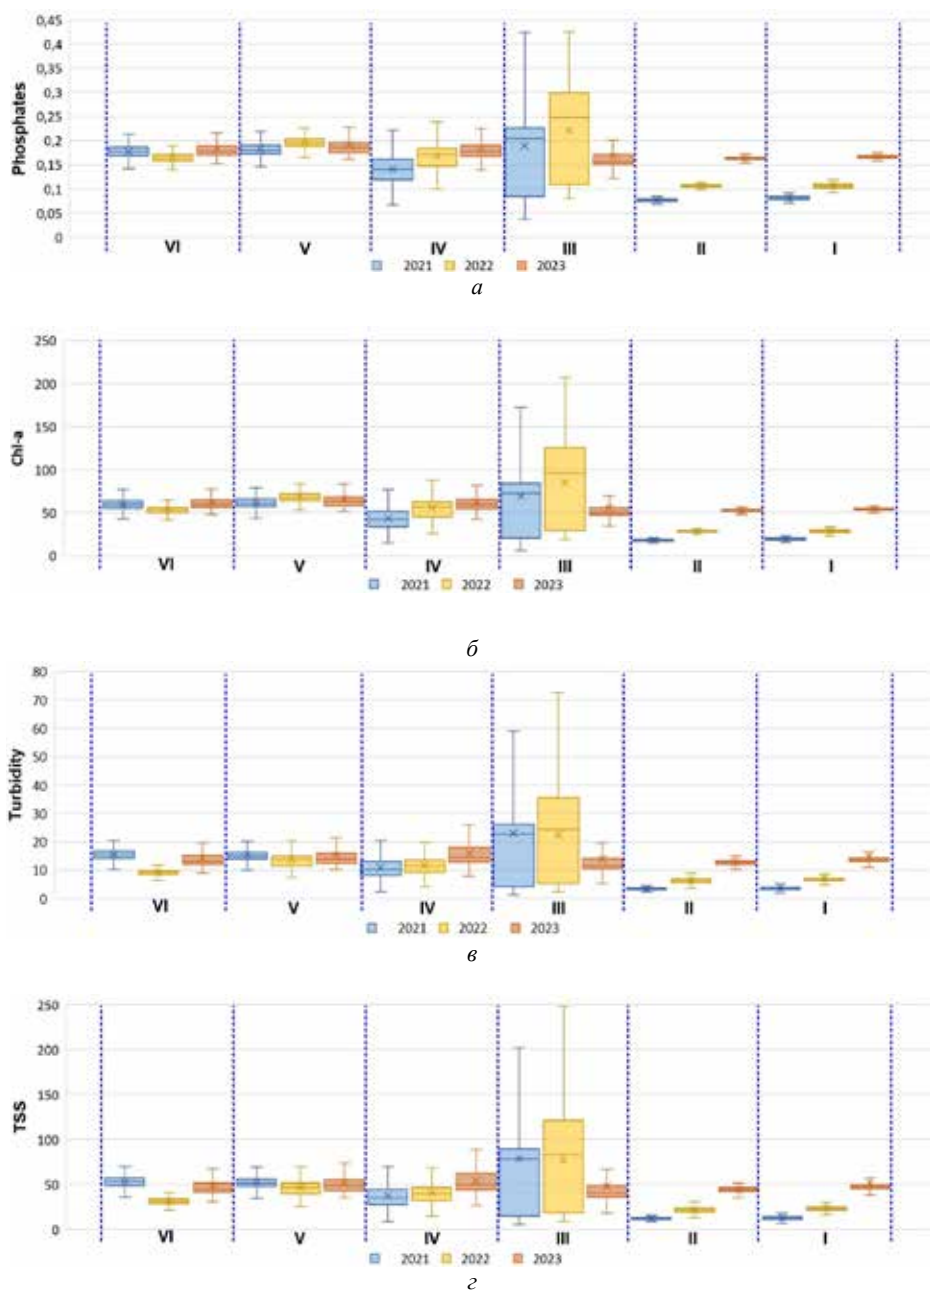 0,45
0,4
0,35
0,3
0,25
0,2
0,15
0,1
0,05
0
Phosphates
VI V IV III II I
2021 2022 2023
а
250
200
150
100
50
0
Chl-a
VI V IV III II I
2021 2022 2023
б
80
70
60
50
40
30
20
10
0
Turbidity
VI V IV III II I
2021 2022 2023
в
250
200
150
100
50
0
TSS
VI V IV III II I
2021 2022 2023
г